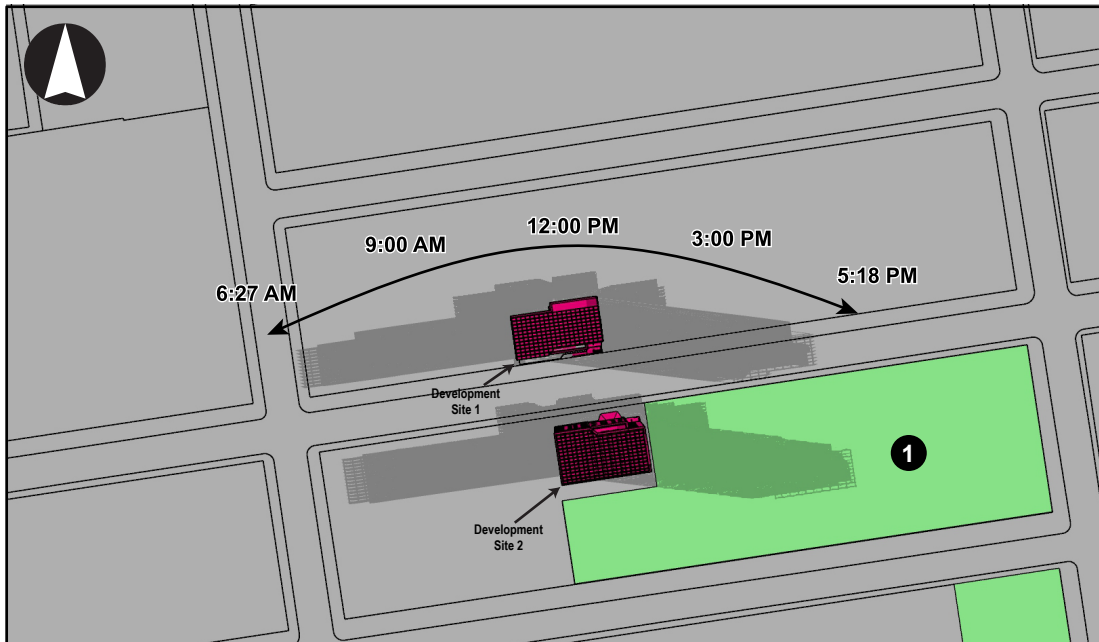 12:00 PM
9:00 AM
3:00 PM
6:27 AM
5:18 PM
Development
Site 1
1
Development
Site 2